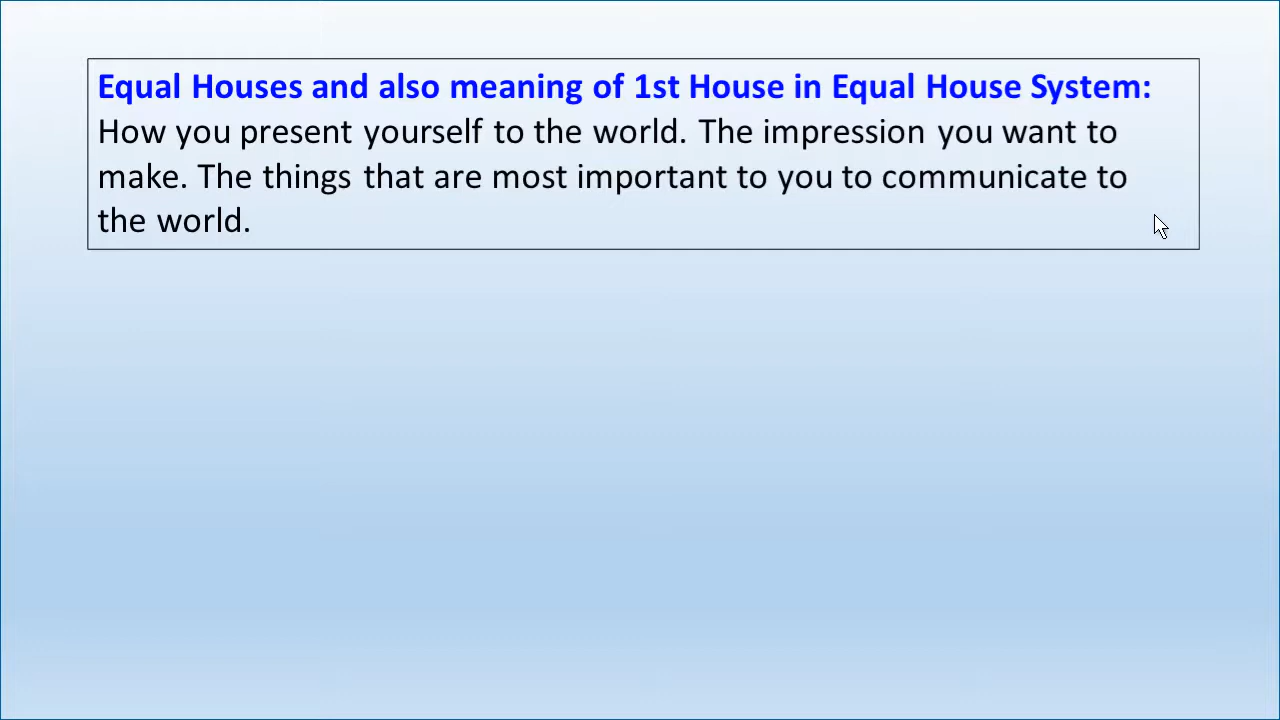 Equal Houses and also meaning of 1st House in Equal House System:
How you present yourself to the world. The impression you want to
make. The things that are most important to you to communicate to
the world.